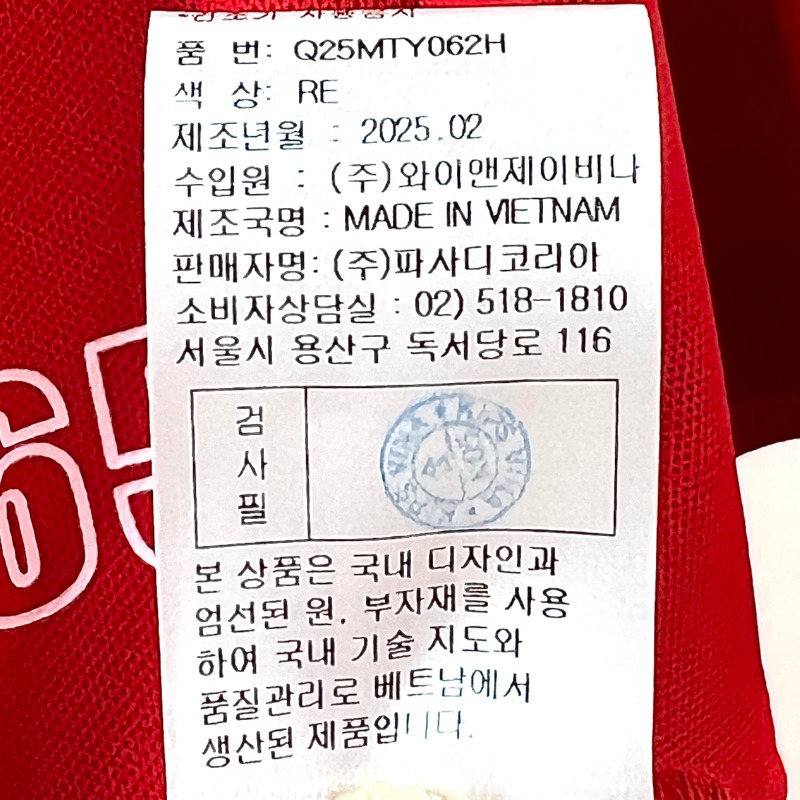 품 번: Q25MTY062H
색 상: RE
제조년월 : 2025.02
수입원 : (주)와이앤제이비나
제조국명 : MADE IN VIETNAM
판매자명: (주)파사디코리아
소비자상담실 : 02) 518-1810
서울시 용산구 독서당로 116
검
사
필
본 상품은 국내 디자인과
엄선된 원, 부자재를 사용
하여 국내 기술 지도와
품질관리로 베트남에서
생산된 제품입니다.